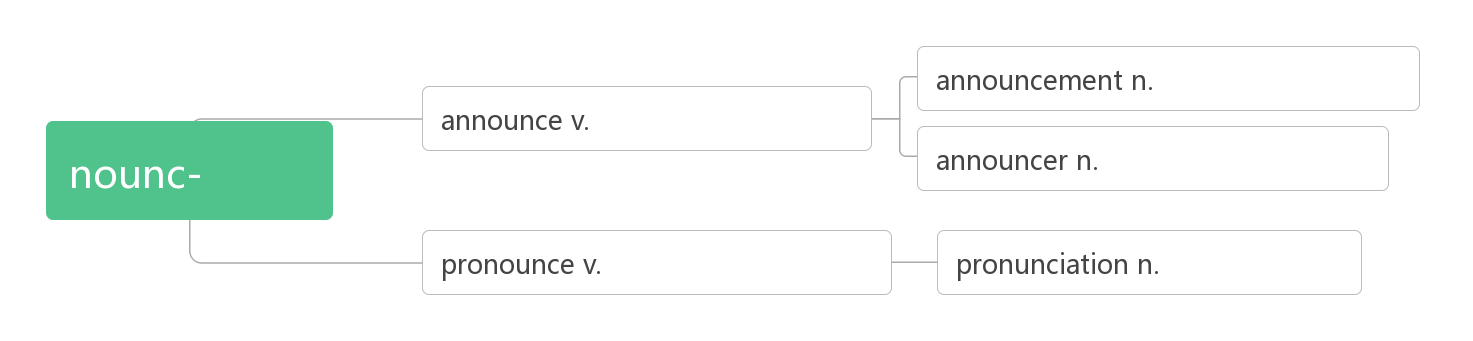 nounc-
announce v.
announcement n.
announcer n.
pronounce v.
pronunciation n.